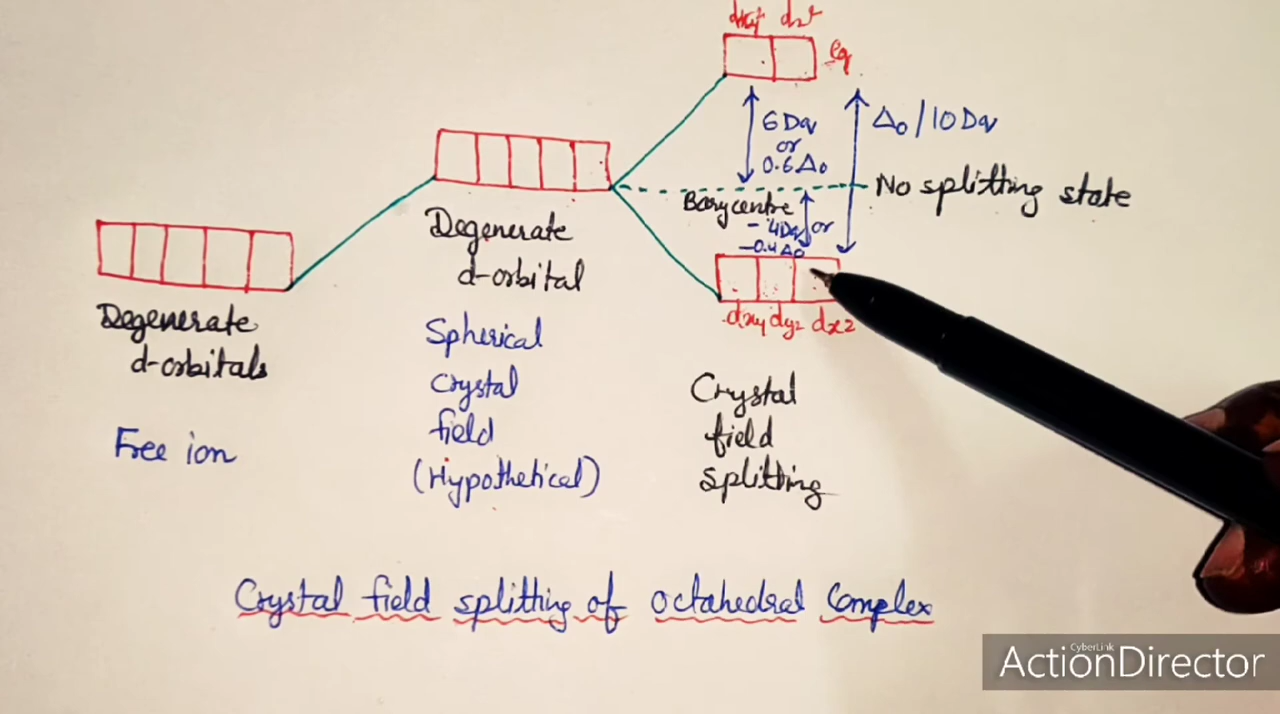 dz²
eg
6Dq
or
0.6Δo
Δo/10Dq
No splitting state
Barycentre
-4Dq or
-0.4Δo
dxy dyz dxz
Degenerate
d-orbital
Spherical
crystal
field
(Hypothetical)
Degenerate
d-orbitals
Free ion
Crystal
field
splitting
Crystal field splitting of octahedral Complex
CyberLink
ActionDirector